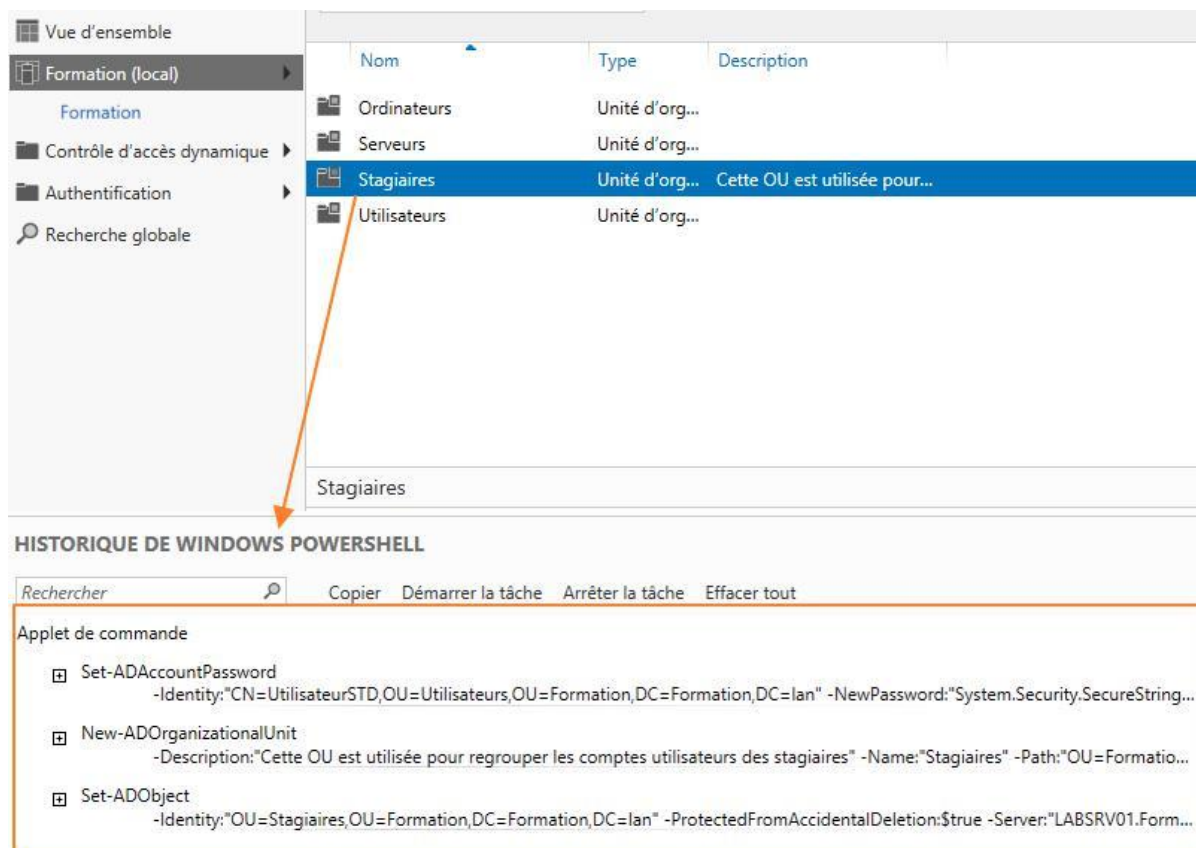 Vue d'ensemble
Formation (local)
Formation
Contrôle d'accès dynamique
Authentification
Recherche globale
Nom Type Description
Ordinateurs Unité d'org...
Serveurs Unité d'org...
Stagiaires Unité d'org... Cette OU est utilisée pour...
Utilisateurs Unité d'org...
Stagiaires
HISTORIQUE DE WINDOWS POWERSHELL
Rechercher Copier Démarrer la tâche Arrêter la tâche Effacer tout
Applet de commande
Set-ADAccountPassword
-Identity:"CN=UtilisateurSTD,OU=Utilisateurs,OU=Formation,DC=Formation,DC=lan" -NewPassword:"System.Security.SecureString...
New-ADOrganizationalUnit
-Description:"Cette OU est utilisée pour regrouper les comptes utilisateurs des stagiaires" -Name:"Stagiaires" -Path:"OU=Formatio...
Set-ADObject
-Identity:"OU=Stagiaires,OU=Formation,DC=Formation,DC=lan" -ProtectedFromAccidentalDeletion:$true -Server:"LABSRV01.Form...